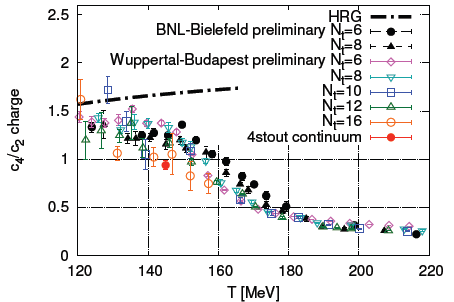 2.5
2
1.5
1
0.5
0
c4/c2 charge
HRG
BNL-Bielefeld preliminary Nt=6
Nt=8
Wuppertal-Budapest preliminary Nt=6
Nt=8
Nt=10
Nt=12
Nt=16
4stout continuum
120 140 160 180 200 220
T [MeV]